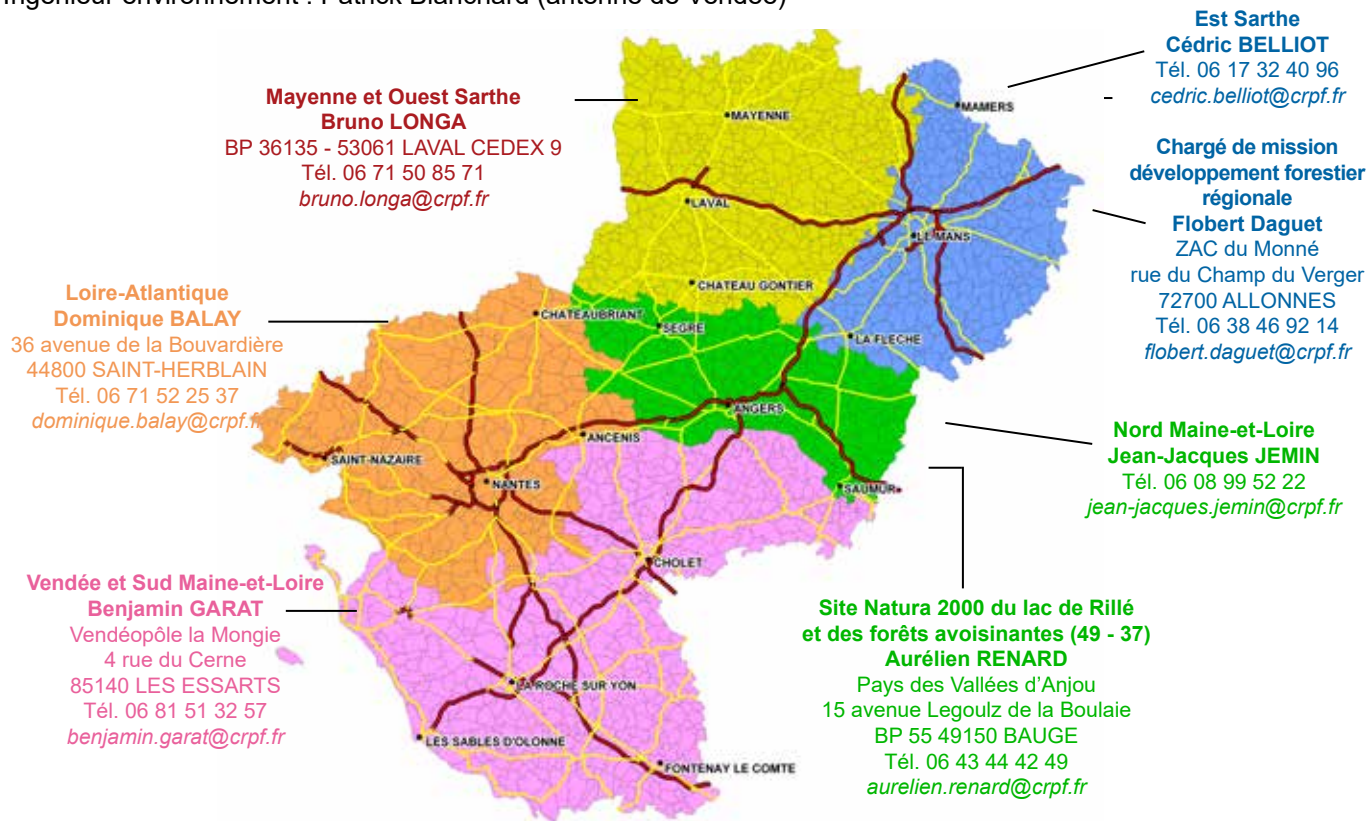 Ingénieur environnement : Patrick Blanchard (antenne de Vendée)
Est Sarthe
Cédric BELLIOT
Tél. 06 17 32 40 96
cedric.belliot@crpf.fr
Mayenne et Ouest Sarthe
Bruno LONGA
BP 36135 - 53061 LAVAL CEDEX 9
Tél. 06 71 50 85 71
bruno.longa@crpf.fr
Chargé de mission
développement forestier
régionale
Flobert Daguet
ZAC du Monné
rue du Champ du Verger
72700 ALLONNES
Tél. 06 38 46 92 14
flobert.daguet@crpf.fr
MAMERS
MAYENNE
LAVAL
LE MANS
CHATEAU GONTIER
CHATEAUBRIANT
SEGRE
LA FLECHE
ANGERS
ANCENIS
SAINT-NAZAIRE
NANTES
SAUMUR
CHOLET
LA ROCHE SUR YON
LES SABLES D'OLONNE
FONTENAY LE COMTE
Loire-Atlantique
Dominique BALAY
36 avenue de la Bouvardière
44800 SAINT-HERBLAIN
Tél. 06 71 52 25 37
dominique.balay@crpf.fr
Nord Maine-et-Loire
Jean-Jacques JEMIN
Tél. 06 08 99 52 22
jean-jacques.jemin@crpf.fr
Vendée et Sud Maine-et-Loire
Benjamin GARAT
Vendéopôle la Mongie
4 rue du Cerne
85140 LES ESSARTS
Tél. 06 81 51 32 57
benjamin.garat@crpf.fr
Site Natura 2000 du lac de Rillé
et des forêts avoisinantes (49 - 37)
Aurélien RENARD
Pays des Vallées d'Anjou
15 avenue Legoulz de la Boulaie
BP 55 49150 BAUGE
Tél. 06 43 44 42 49
aurelien.renard@crpf.fr